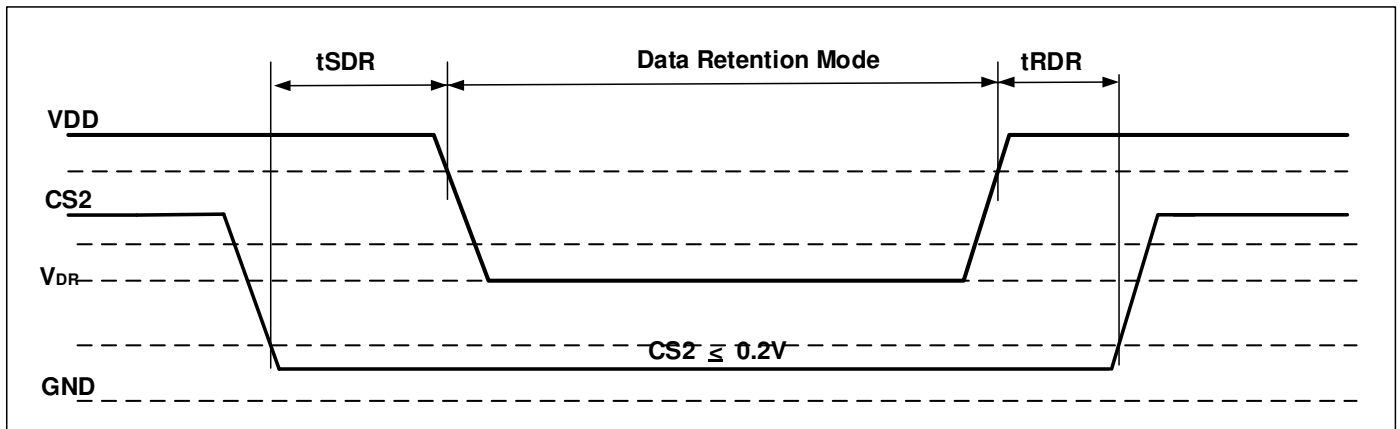 tSDR Data Retention Mode tRDR
VDD
CS2
VDR
CS2 ≤ 0.2V
GND